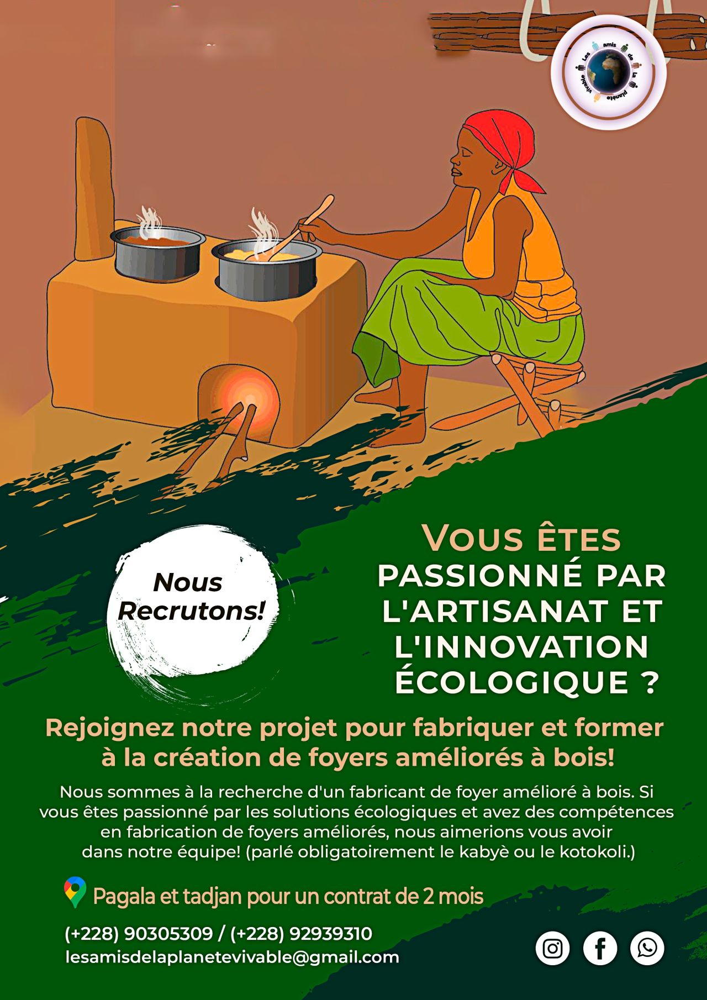 Les amis de la planète vivable
Nous
Recrutons!
VOUS ÊTES
PASSIONNÉ PAR
L'ARTISANAT ET
L'INNOVATION
ÉCOLOGIQUE ?
Rejoignez notre projet pour fabriquer et former
à la création de foyers améliorés à bois!
Nous sommes à la recherche d'un fabricant de foyer amélioré à bois. Si
vous êtes passionné par les solutions écologiques et avez des compétences
en fabrication de foyers améliorés, nous aimerions vous avoir
dans notre équipe! (parlé obligatoirement le kabyè ou le kotokoli.)
Pagala et tadjan pour un contrat de 2 mois
(+228) 90305309 / (+228) 92939310
lesamisdelaplanetevivable@gmail.com